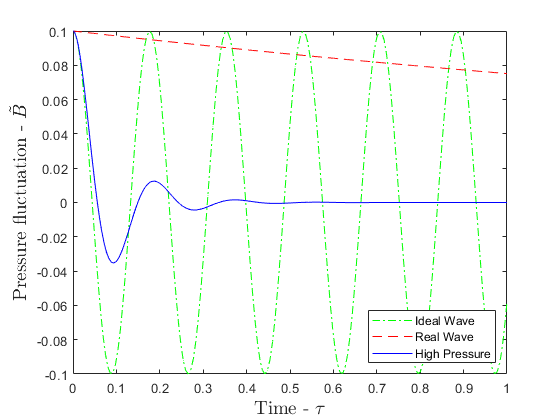 0.1
0.08
0.06
0.04
0.02
0
-0.02
-0.04
-0.06
-0.08
-0.1
Pressure fluctuation - B̃
Ideal Wave
Real Wave
High Pressure
0 0.1 0.2 0.3 0.4 0.5 0.6 0.7 0.8 0.9 1
Time - τ